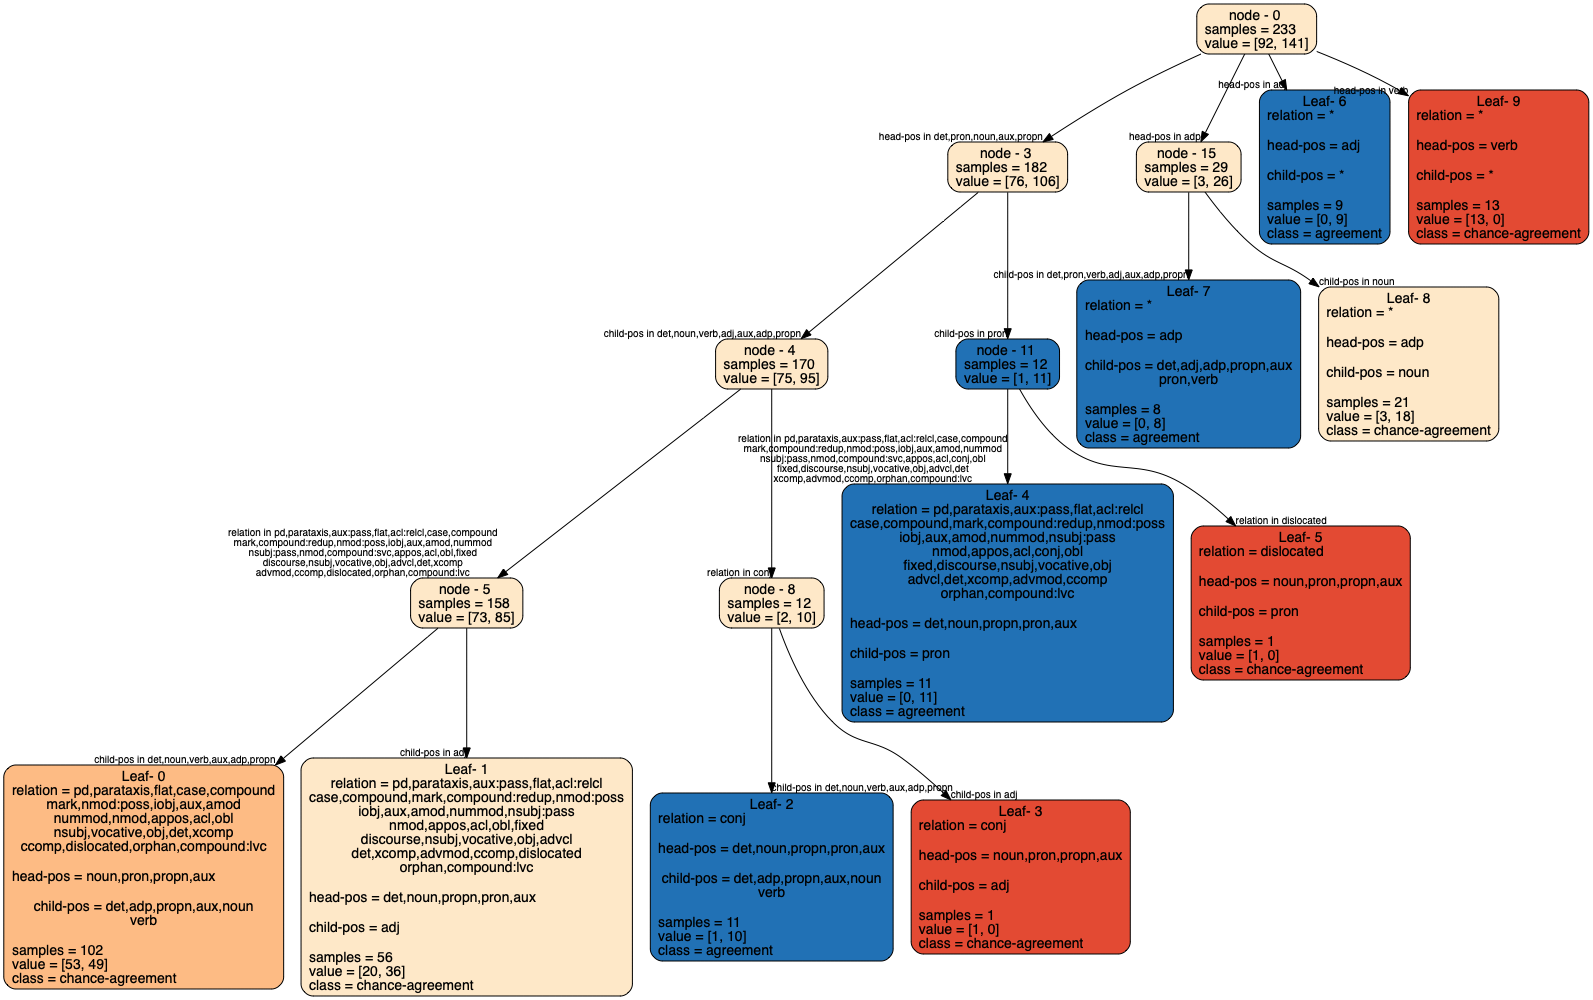 node - 0
samples = 233
value = [92, 141]
head-pos in adj
head-pos in verb
Leaf- 6
relation = *
head-pos = adj
child-pos = *
samples = 9
value = [0, 9]
class = agreement
Leaf- 9
relation = *
head-pos = verb
child-pos = *
samples = 13
value = [13, 0]
class = chance-agreement
head-pos in det,pron,noun,aux,propn
node - 3
samples = 182
value = [76, 106]
head-pos in adp
node - 15
samples = 29
value = [3, 26]
child-pos in det,pron,verb,adj,aux,adp,propn
Leaf- 7
relation = *
head-pos = adp
child-pos = det,adj,adp,propn,aux
pron,verb
samples = 8
value = [0, 8]
class = agreement
child-pos in noun
Leaf- 8
relation = *
head-pos = adp
child-pos = noun
samples = 21
value = [3, 18]
class = chance-agreement
child-pos in det,noun,verb,adj,aux,adp,propn
node - 4
samples = 170
value = [75, 95]
child-pos in pron
node - 11
samples = 12
value = [1, 11]
relation in pd,parataxis,aux:pass,flat,acl:relcl,case,compound
mark,compound:redup,nmod:poss,iobj,aux,amod,nummod
nsubj:pass,nmod,compound:svc,appos,acl,conj,obl
fixed,discourse,nsubj,vocative,obj,advcl,det
xcomp,advmod,ccomp,orphan,compound:lvc
Leaf- 4
relation = pd,parataxis,aux:pass,flat,acl:relcl
case,compound,mark,compound:redup,nmod:poss
iobj,aux,amod,nummod,nsubj:pass
nmod,appos,acl,conj,obl
fixed,discourse,nsubj,vocative,obj
advcl,det,xcomp,advmod,ccomp
orphan,compound:lvc
head-pos = det,noun,propn,pron,aux
child-pos = pron
samples = 11
value = [0, 11]
class = agreement
relation in dislocated
Leaf- 5
relation = dislocated
head-pos = noun,pron,propn,aux
child-pos = pron
samples = 1
value = [1, 0]
class = chance-agreement
relation in pd,parataxis,aux:pass,flat,acl:relcl,case,compound
mark,compound:redup,nmod:poss,iobj,aux,amod,nummod
nsubj:pass,nmod,compound:svc,appos,acl,obl,fixed
discourse,nsubj,vocative,obj,advcl,det,xcomp
advmod,ccomp,dislocated,orphan,compound:lvc
node - 5
samples = 158
value = [73, 85]
relation in conj
node - 8
samples = 12
value = [2, 10]
child-pos in det,noun,verb,aux,adp,propn
Leaf- 0
relation = pd,parataxis,flat,case,compound
mark,nmod:poss,iobj,aux,amod
nummod,nmod,appos,acl,obl
nsubj,vocative,obj,det,xcomp
ccomp,dislocated,orphan,compound:lvc
head-pos = noun,pron,propn,aux
child-pos = det,adp,propn,aux,noun
verb
samples = 102
value = [53, 49]
class = chance-agreement
child-pos in adj
Leaf- 1
relation = pd,parataxis,aux:pass,flat,acl:relcl
case,compound,mark,compound:redup,nmod:poss
iobj,aux,amod,nummod,nsubj:pass
nmod,appos,acl,obl,fixed
discourse,nsubj,vocative,obj,advcl
det,xcomp,advmod,ccomp,dislocated
orphan,compound:lvc
head-pos = det,noun,propn,pron,aux
child-pos = adj
samples = 56
value = [20, 36]
class = chance-agreement
child-pos in det,noun,verb,aux,adp,propn
Leaf- 2
relation = conj
head-pos = det,noun,propn,pron,aux
child-pos = det,adp,propn,aux,noun
verb
samples = 11
value = [1, 10]
class = agreement
child-pos in adj
Leaf- 3
relation = conj
head-pos = noun,pron,propn,aux
child-pos = adj
samples = 1
value = [1, 0]
class = chance-agreement